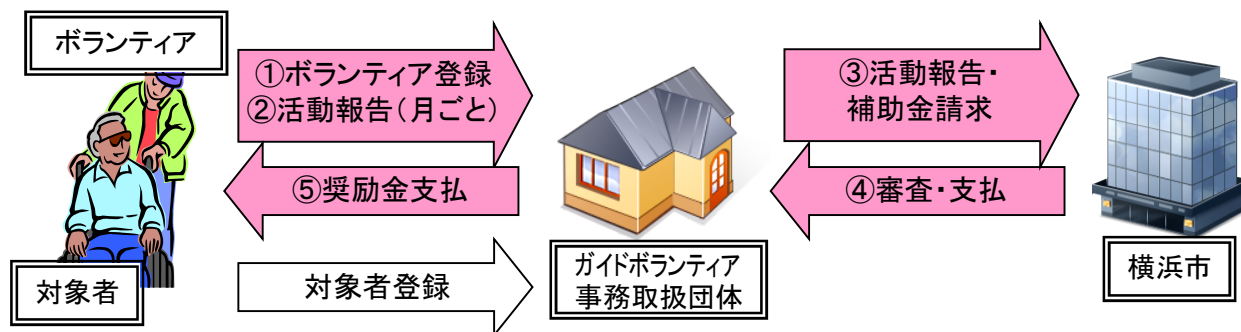 ボランティア
①ボランティア登録
②活動報告（月ごと）
③活動報告・
補助金請求
⑤奨励金支払
④審査・支払
対象者
対象者登録
ガイドボランティア
事務取扱団体
横浜市